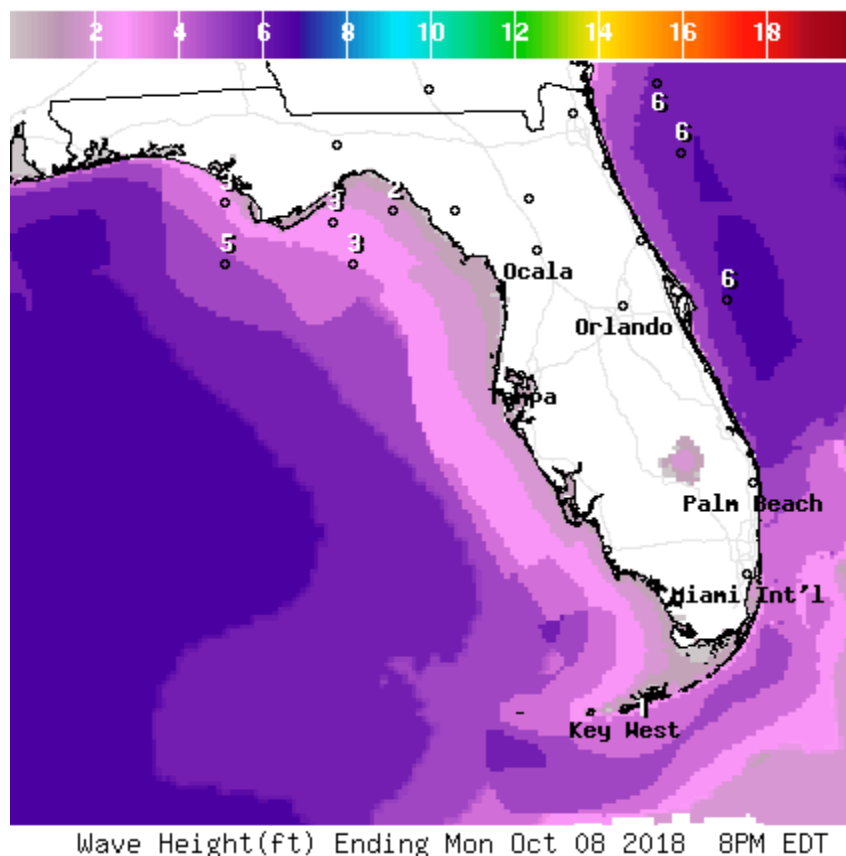 2 4 6 8 10 12 14 16 18
6
6
2
3
5 3
Ocala
6
Orlando
Tampa
Palm Beach
Miami Int'l
1
Key West
Wave Height(ft) Ending Mon Oct 08 2018 8PM EDT